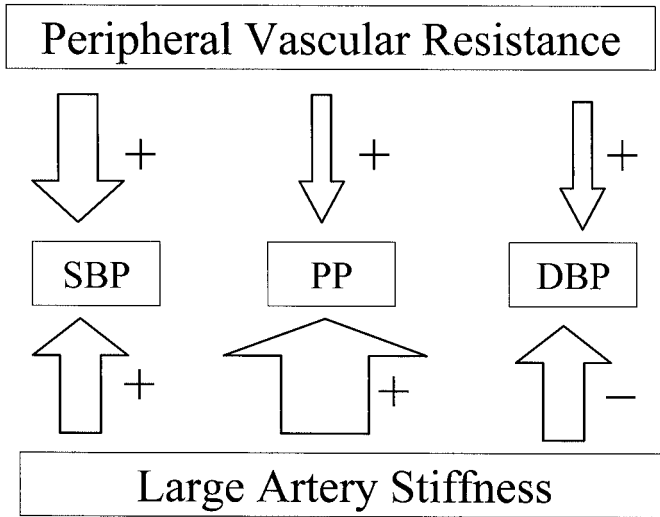 Peripheral Vascular Resistance
+ + +
SBP PP DBP
+ + −
Large Artery Stiffness